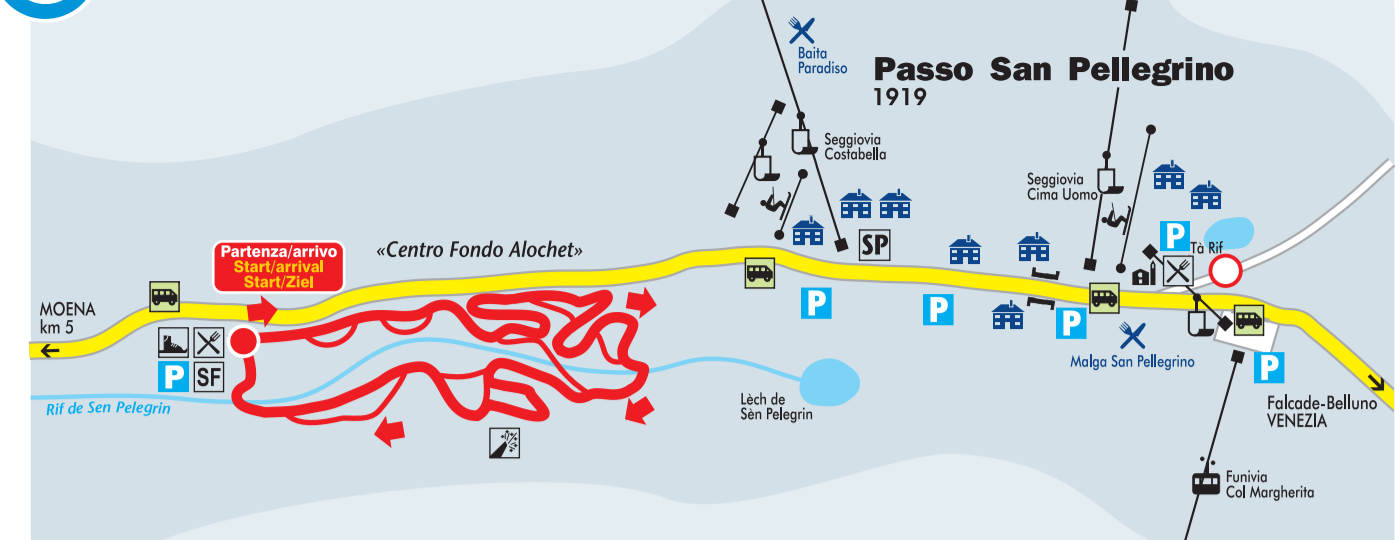 Baita
Paradiso
Passo San Pellegrino
1919
Seggiovia
Costabella
Seggiovia
Cima Uomo
Partenza/arrivo
Start/arrival
Start/Ziel
«Centro Fondo Alochet»
SP
P
Tà Rif
MOENA
km 5
P
P
P
P
SF
Malga San Pellegrino
P
Rif de Sen Pelegrin
Lèch de
Sèn Pelegrin
Falcade-Belluno
VENEZIA
Funivia
Col Margherita